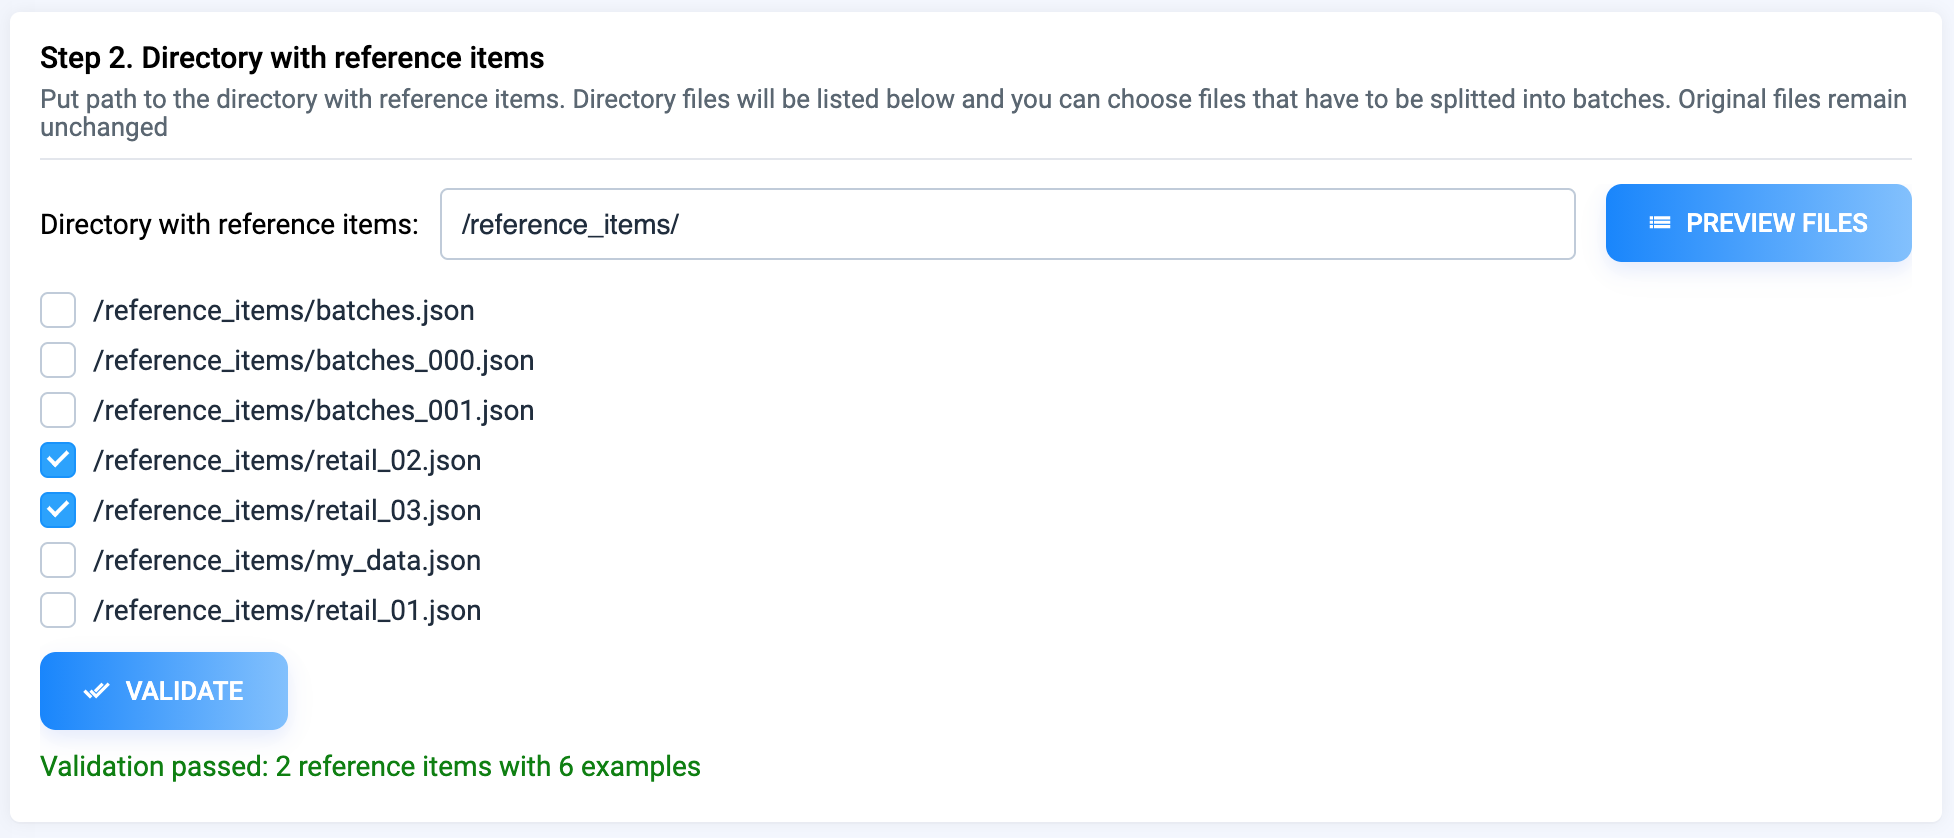 Step 2. Directory with reference items
Put path to the directory with reference items. Directory files will be listed below and you can choose files that have to be splitted into batches. Original files remain
unchanged
Directory with reference items: /reference_items/ PREVIEW FILES
/reference_items/batches.json
/reference_items/batches_000.json
/reference_items/batches_001.json
/reference_items/retail_02.json
/reference_items/retail_03.json
/reference_items/my_data.json
/reference_items/retail_01.json
VALIDATE
Validation passed: 2 reference items with 6 examples